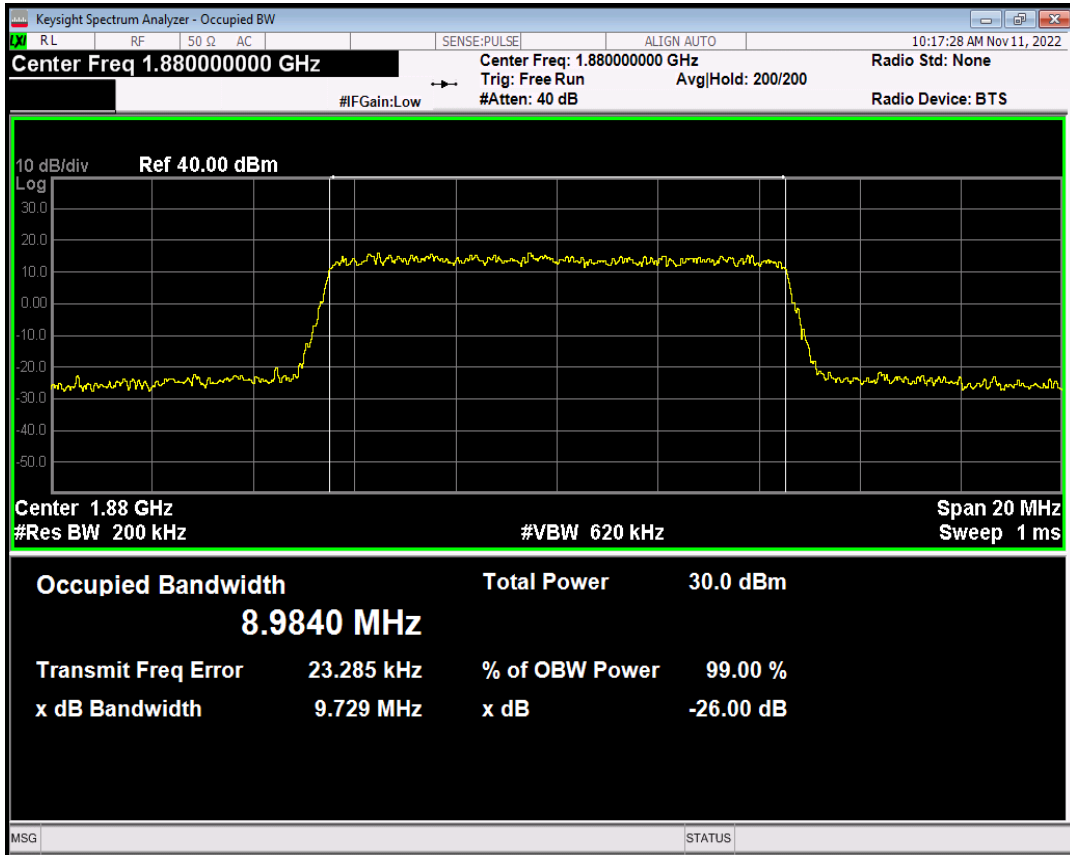 Keysight Spectrum Analyzer - Occupied BW
LXI RL RF 50 Ω AC SENSE:PULSE ALIGN AUTO 10:17:28 AM Nov 11, 2022
Center Freq 1.880000000 GHz Center Freq: 1.880000000 GHz Radio Std: None
Trig: Free Run Avg|Hold: 200/200
#IFGain:Low #Atten: 40 dB Radio Device: BTS
10 dB/div Ref 40.00 dBm
Log
30.0
20.0
10.0
0.00
-10.0
-20.0
-30.0
-40.0
-50.0
Center 1.88 GHz Span 20 MHz
#Res BW 200 kHz #VBW 620 kHz Sweep 1 ms
Occupied Bandwidth Total Power 30.0 dBm
8.9840 MHz
Transmit Freq Error 23.285 kHz % of OBW Power 99.00 %
x dB Bandwidth 9.729 MHz x dB -26.00 dB
MSG STATUS